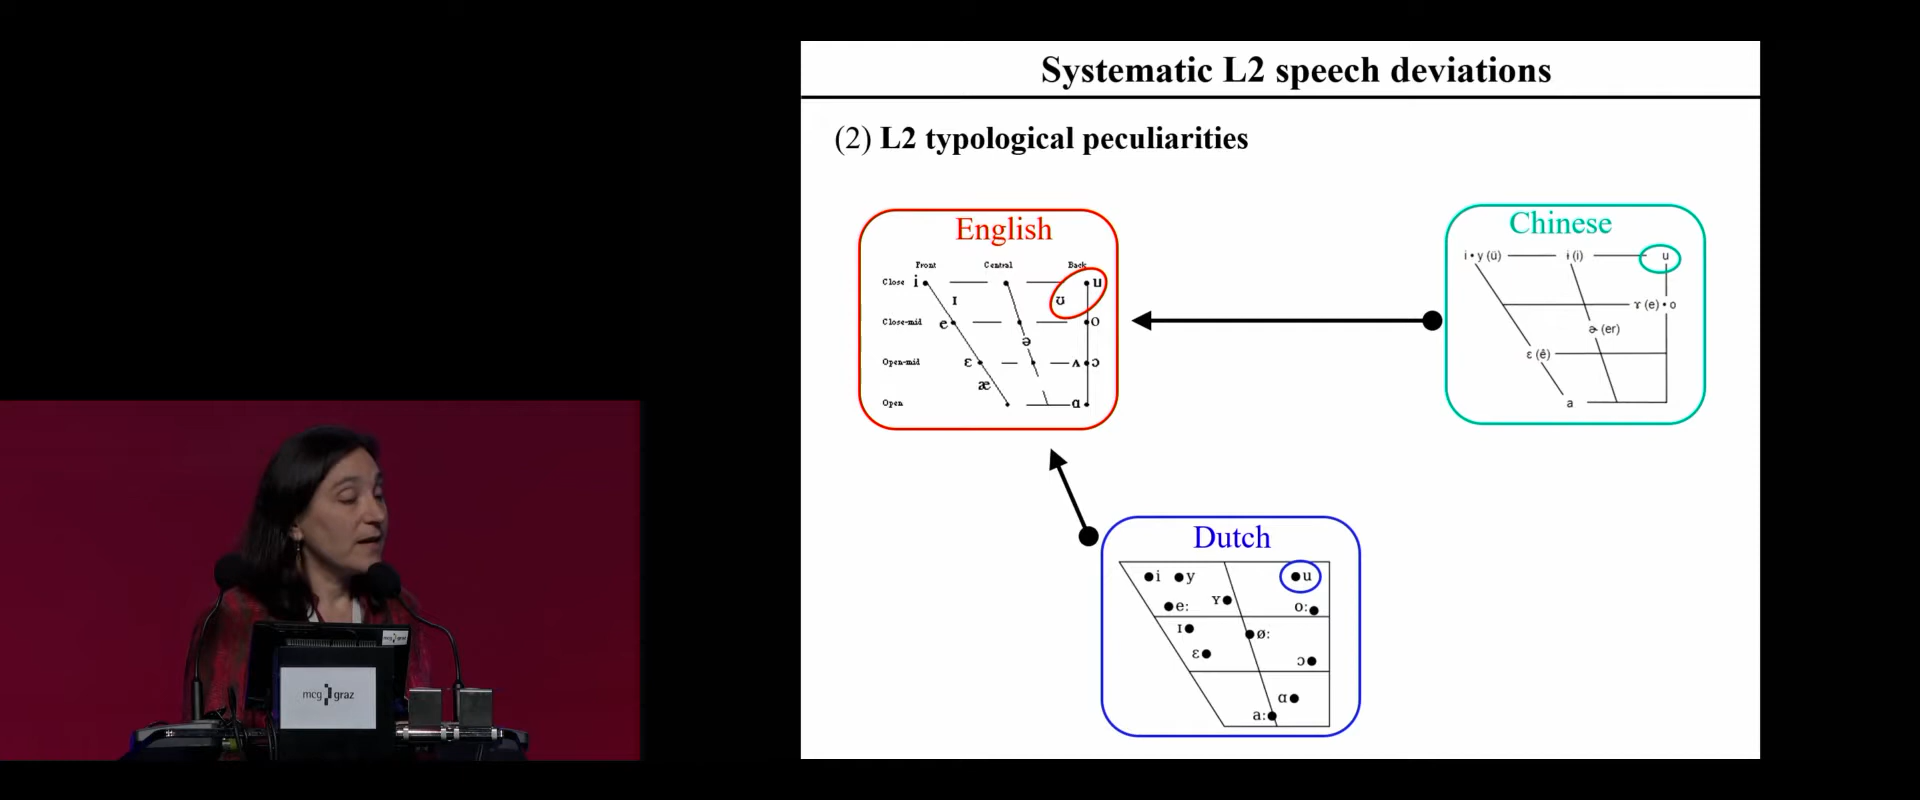 Systematic L2 speech deviations
(2) L2 typological peculiarities
English
Front Central Back
Close i u
ɪ ʊ
Close-mid e o
ə
Open-mid ɛ ʌ ɔ
æ
Open ɑ
Chinese
i • y (ü) ɨ (i) u
ɤ (e) • o
ɚ (er)
ɛ (ê)
a
Dutch
i y u
e: ʏ o:
ɪ ø:
ɛ ɔ
ɑ
a:
mcg graz